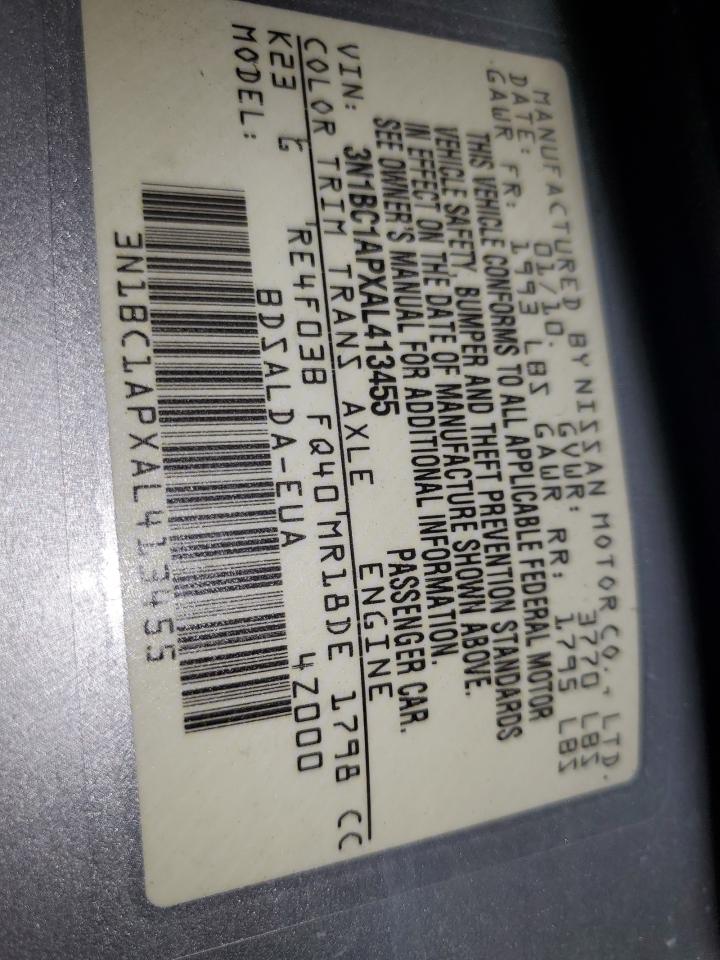 MANUFACTURED BY NISSAN MOTOR CO., LTD.
DATE: 01/10. GVWR: 3770 LBS
GAWR FR: 1993 LBS GAWR RR: 1795 LBS
THIS VEHICLE CONFORMS TO ALL APPLICABLE FEDERAL MOTOR
VEHICLE SAFETY, BUMPER AND THEFT PREVENTION STANDARDS
IN EFFECT ON THE DATE OF MANUFACTURE SHOWN ABOVE.
SEE OWNER'S MANUAL FOR ADDITIONAL INFORMATION.
VIN: 3N1BC1APXAL413455 PASSENGER CAR.
COLOR TRIM TRANS AXLE ENGINE
K23 G RE4F03B FQ40 MR18DE 1798 CC
MODEL: BDSALDA-EUA 4Z000
3N1BC1APXAL413455